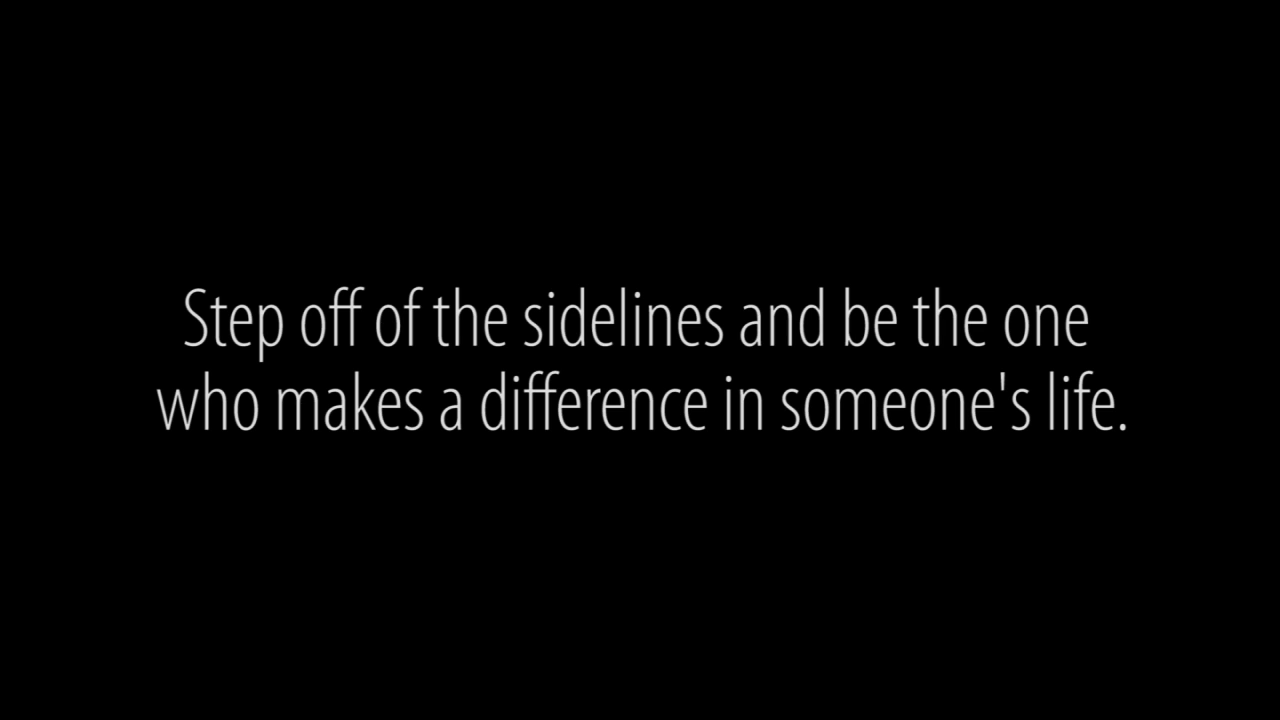 Step off of the sidelines and be the one
who makes a difference in someone's life.